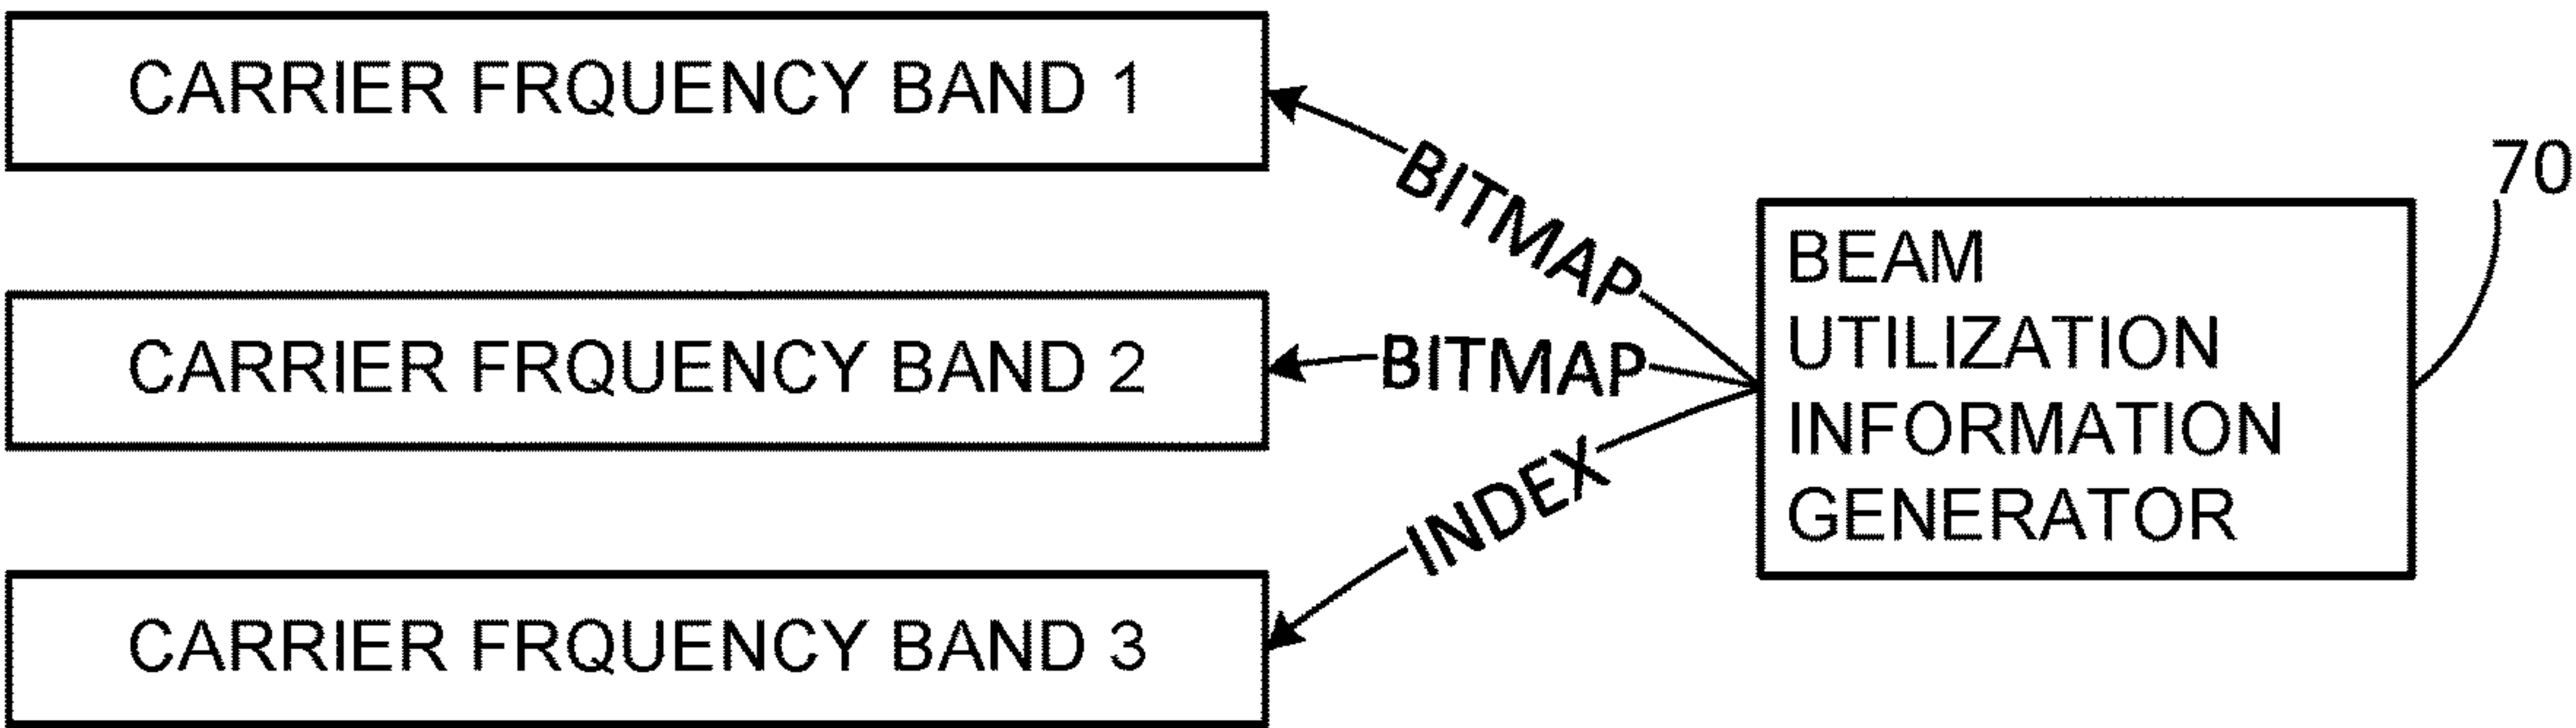 CARRIER FRQUENCY BAND 1
CARRIER FRQUENCY BAND 2
CARRIER FRQUENCY BAND 3
BITMAP
BITMAP
INDEX
BEAM
UTILIZATION
INFORMATION
GENERATOR
70